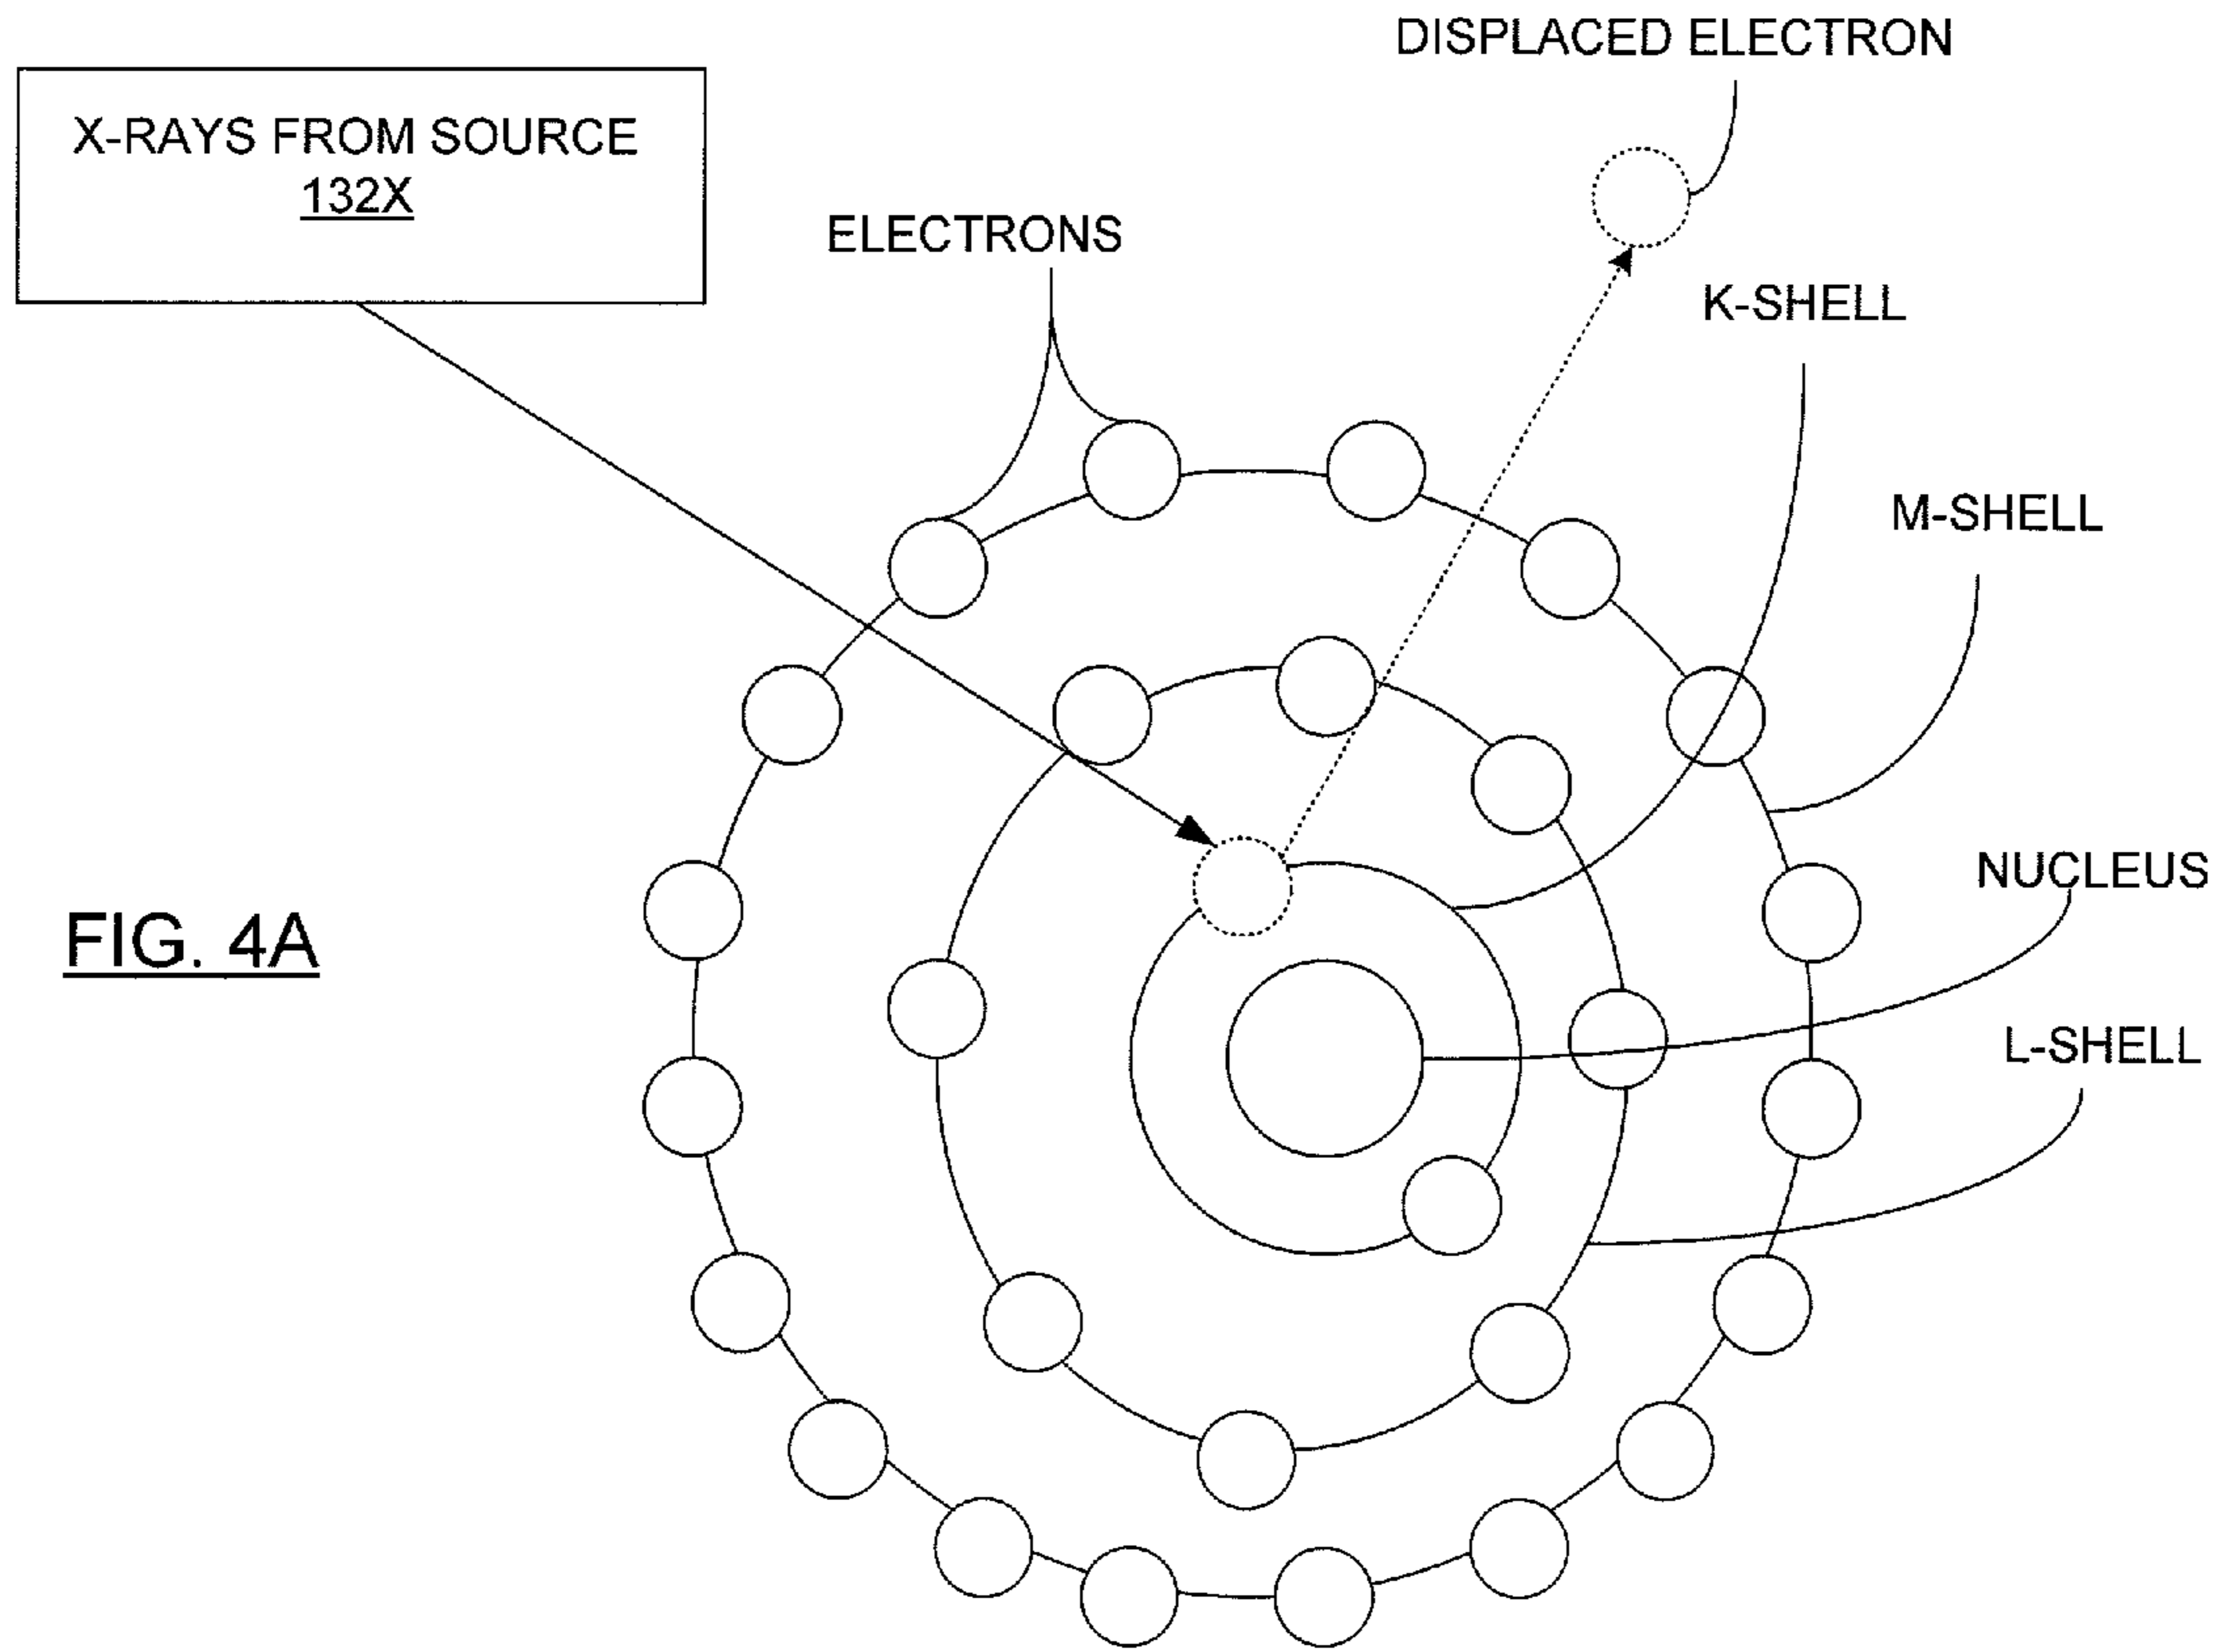 DISPLACED ELECTRON
X-RAYS FROM SOURCE
132X
ELECTRONS
K-SHELL
M-SHELL
NUCLEUS
FIG. 4A
L-SHELL